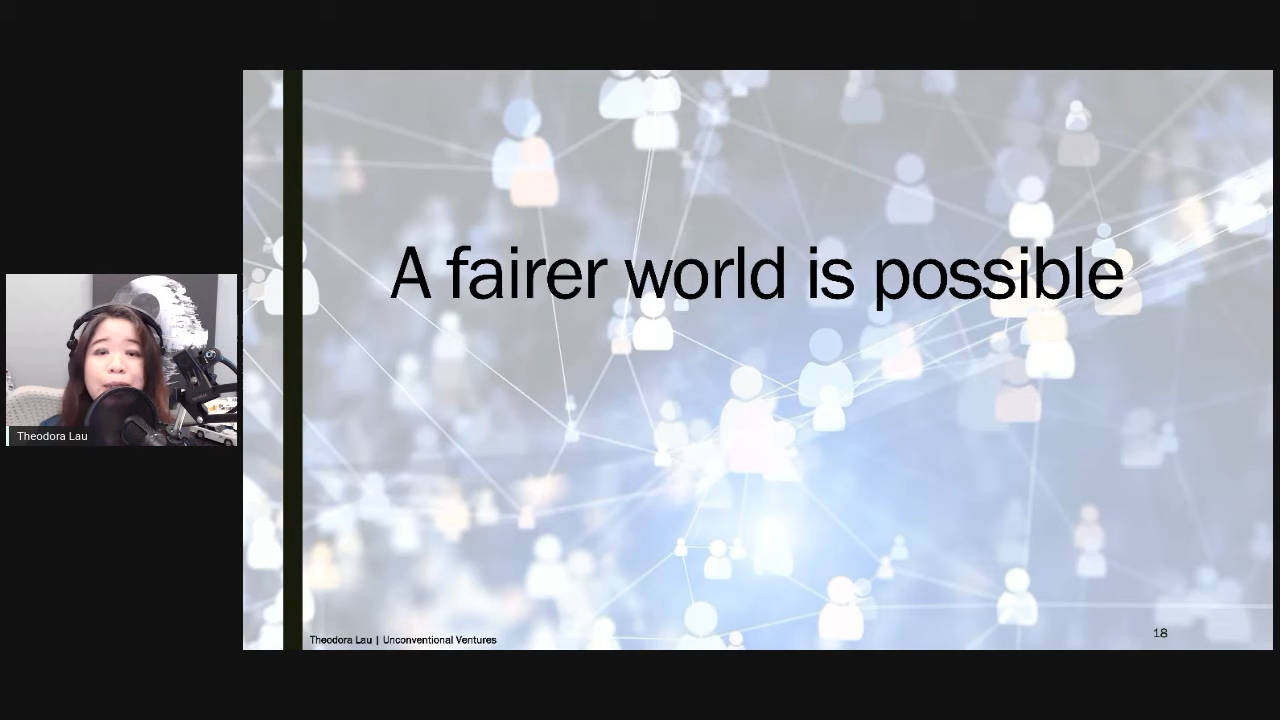 A fairer world is possible
Theodora Lau
Theodora Lau | Unconventional Ventures
18